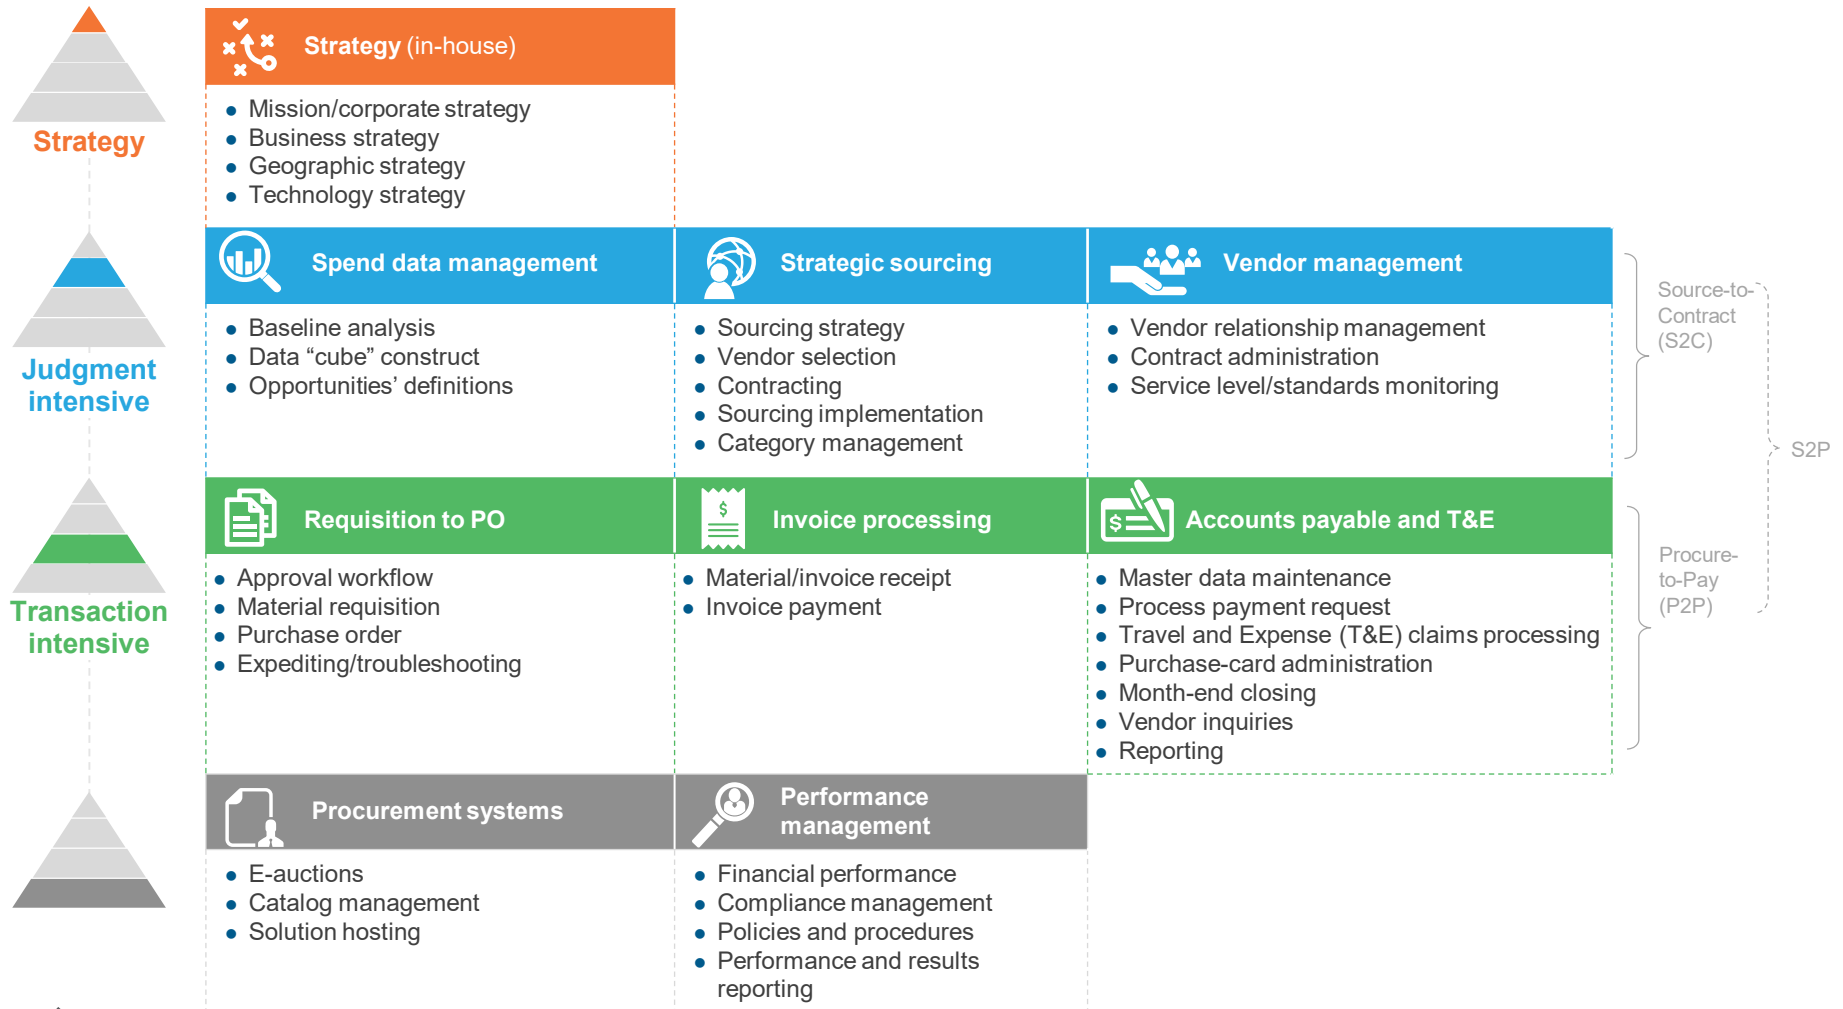 Strategy (in-house)
Mission/corporate strategy
Business strategy
Geographic strategy
Technology strategy
Strategy
Spend data management
Baseline analysis
Data “cube” construct
Opportunities’ definitions
Strategic sourcing
Sourcing strategy
Vendor selection
Contracting
Sourcing implementation
Category management
Vendor management
Vendor relationship management
Contract administration
Service level/standards monitoring
Judgment
intensive
Source-to-
Contract
(S2C)
S2P
Requisition to PO
Approval workflow
Material requisition
Purchase order
Expediting/troubleshooting
$
Invoice processing
Material/invoice receipt
Invoice payment
$
Accounts payable and T&E
Master data maintenance
Process payment request
Travel and Expense (T&E) claims processing
Purchase-card administration
Month-end closing
Vendor inquiries
Reporting
Transaction
intensive
Procure-
to-Pay
(P2P)
Procurement systems
E-auctions
Catalog management
Solution hosting
Performance
management
Financial performance
Compliance management
Policies and procedures
Performance and results
reporting